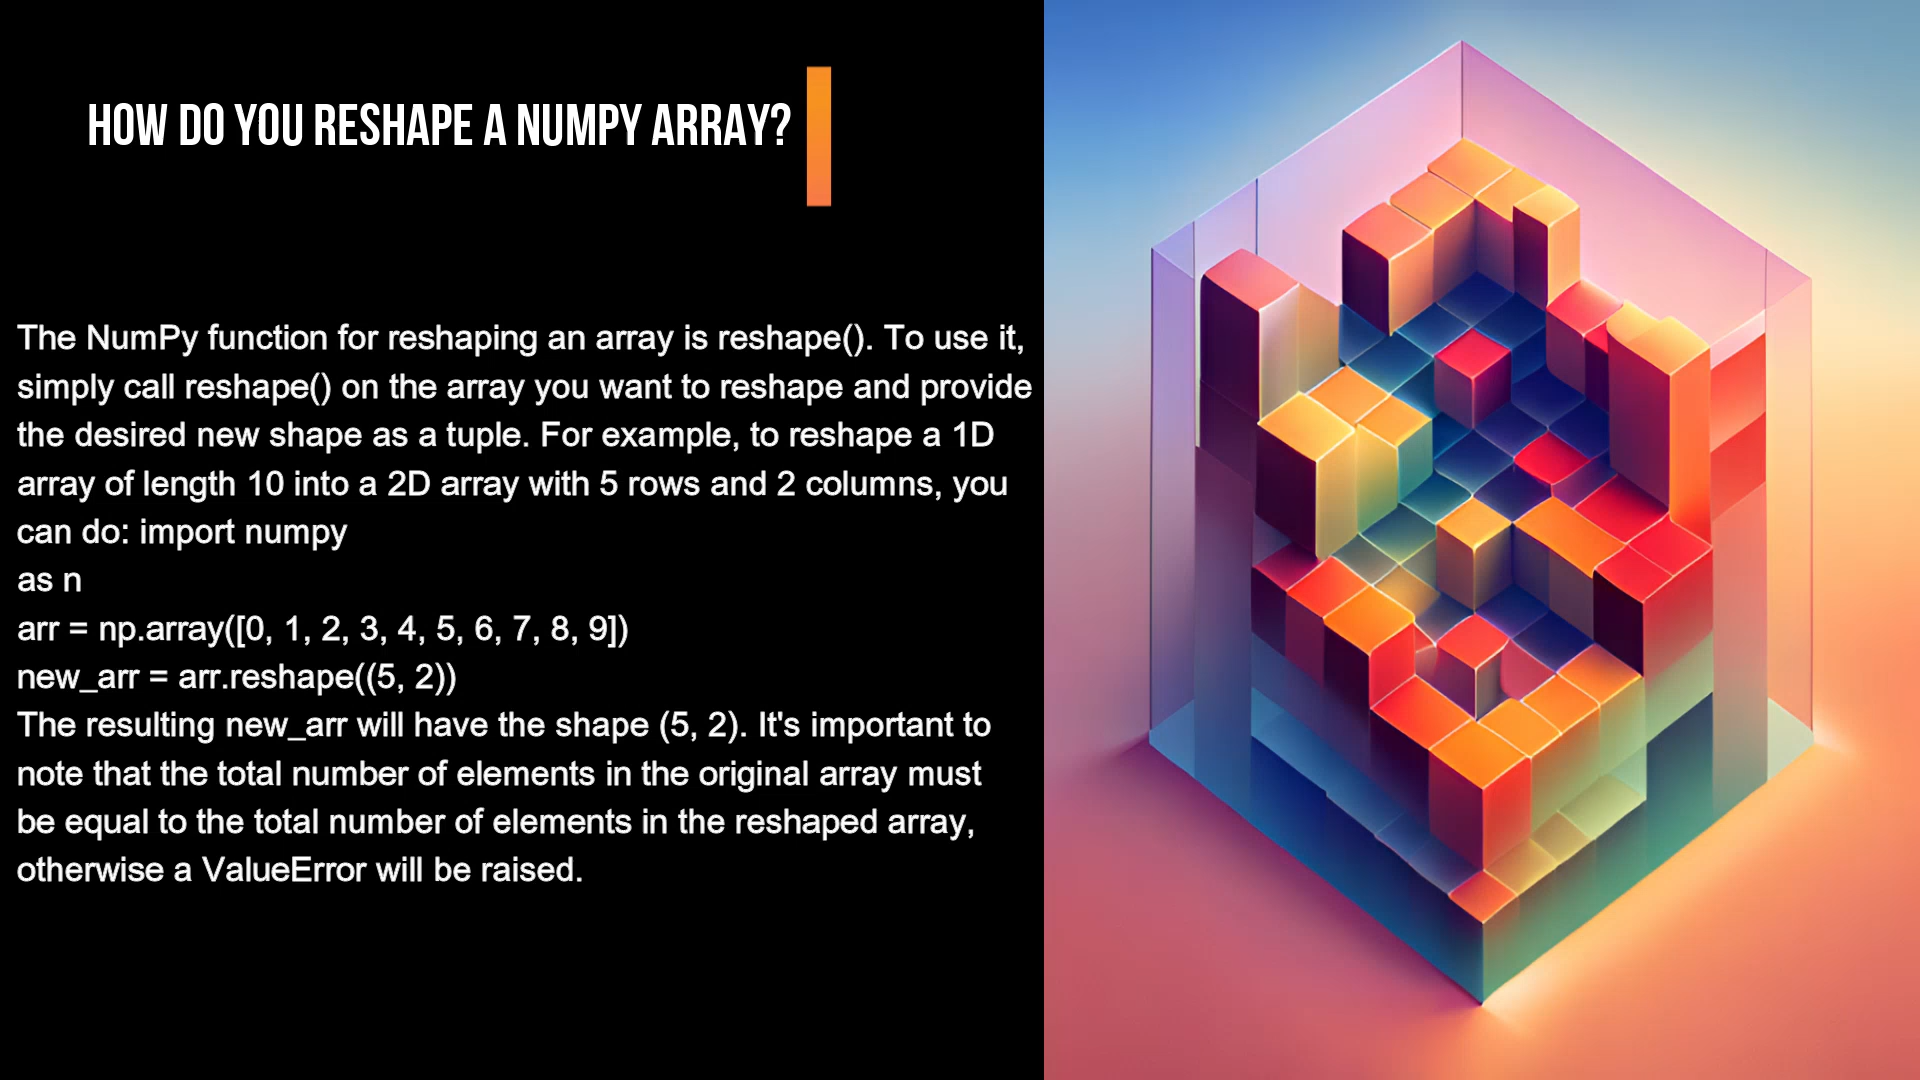 HOW DO YOU RESHAPE A NUMPY ARRAY?
The NumPy function for reshaping an array is reshape(). To use it,
simply call reshape() on the array you want to reshape and provide
the desired new shape as a tuple. For example, to reshape a 1D
array of length 10 into a 2D array with 5 rows and 2 columns, you
can do: import numpy
as n
arr = np.array([0, 1, 2, 3, 4, 5, 6, 7, 8, 9])
new_arr = arr.reshape((5, 2))
The resulting new_arr will have the shape (5, 2). It's important to
note that the total number of elements in the original array must
be equal to the total number of elements in the reshaped array,
otherwise a ValueError will be raised.